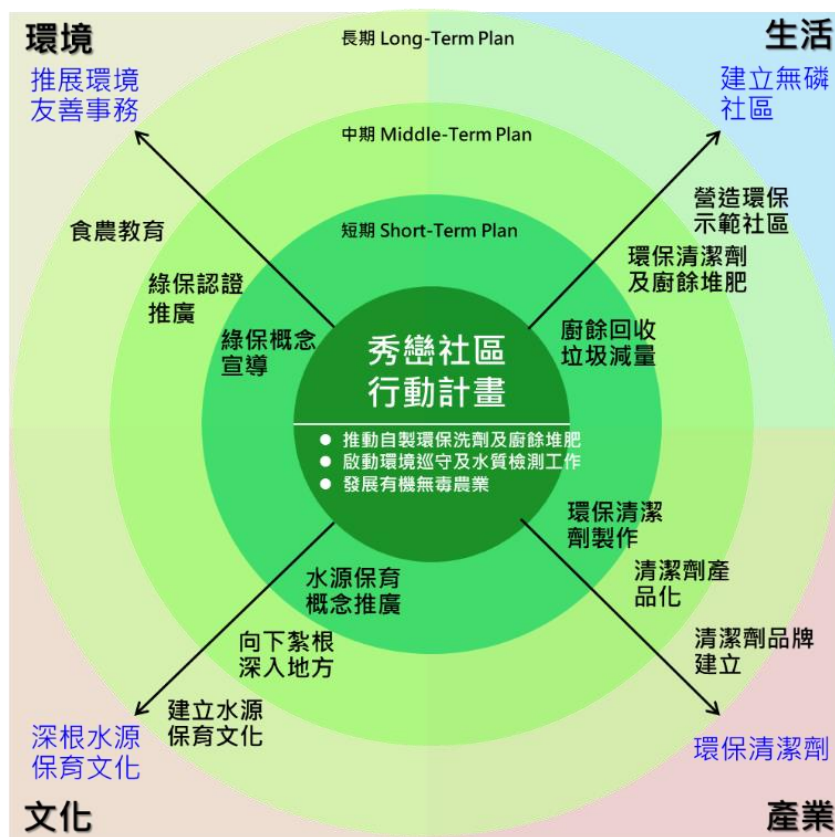 環境
推展環境
友善事務
長期 Long-Term Plan
生活
建立無磷
社區
中期 Middle-Term Plan
短期 Short-Term Plan
食農教育
綠保認證
推廣
綠保概念
宣導
營造環保
示範社區
環保清潔劑
及廚餘堆肥
廚餘回收
垃圾減量
秀巒社區
行動計畫
● 推動自製環保洗劑及廚餘堆肥
● 啟動環境巡守及水質檢測工作
● 發展有機無毒農業
水源保育
概念推廣
向下紮根
深入地方
建立水源
保育文化
深根水源
保育文化
文化
環保清潔
劑製作
清潔劑產
品化
清潔劑品牌
建立
環保清潔劑
產業